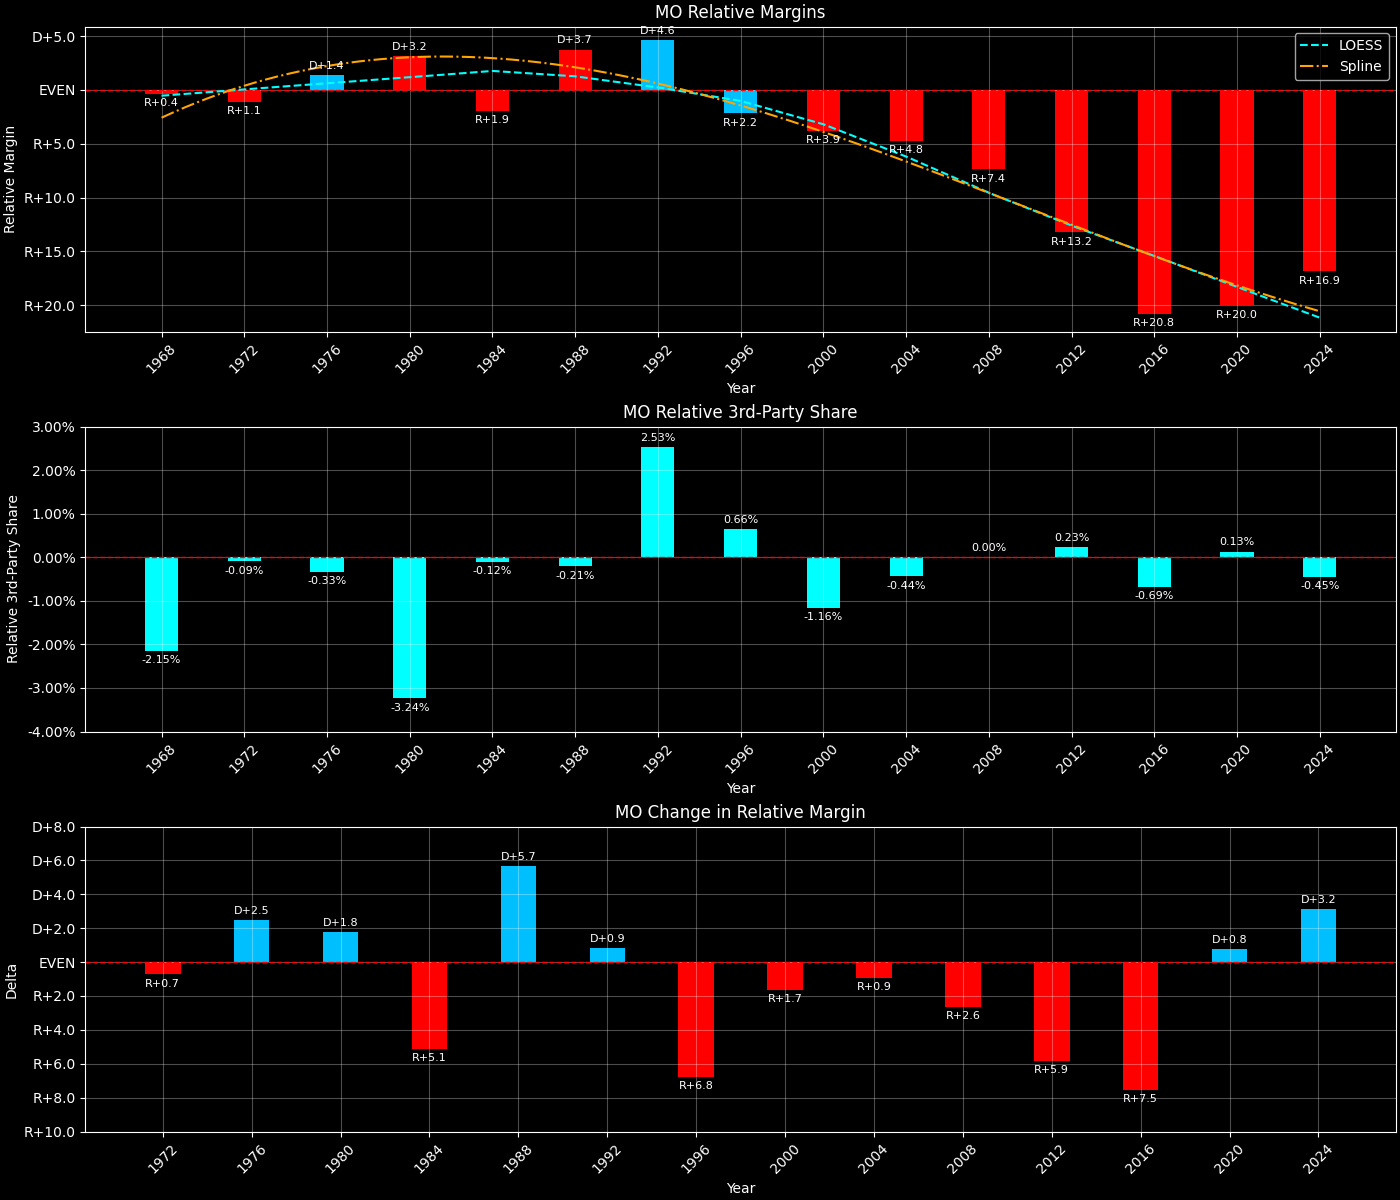 MO Relative Margins
D+5.0
EVEN
R+5.0
R+10.0
R+15.0
R+20.0
Relative Margin
LOESS
Spline
R+0.4
R+1.1
D+1.4
D+3.2
R+1.9
D+3.7
D+4.6
R+2.2
R+3.9
R+4.8
R+7.4
R+13.2
R+20.8
R+20.0
R+16.9
1968
1972
1976
1980
1984
1988
1992
1996
2000
2004
2008
2012
2016
2020
2024
Year
MO Relative 3rd-Party Share
3.00%
2.00%
1.00%
0.00%
-1.00%
-2.00%
-3.00%
-4.00%
Relative 3rd-Party Share
-2.15%
-0.09%
-0.33%
-3.24%
-0.12%
-0.21%
2.53%
0.66%
-1.16%
-0.44%
0.00%
0.23%
-0.69%
0.13%
-0.45%
1968
1972
1976
1980
1984
1988
1992
1996
2000
2004
2008
2012
2016
2020
2024
Year
MO Change in Relative Margin
D+8.0
D+6.0
D+4.0
D+2.0
EVEN
R+2.0
R+4.0
R+6.0
R+8.0
R+10.0
Delta
R+0.7
D+2.5
D+1.8
R+5.1
D+5.7
D+0.9
R+6.8
R+1.7
R+0.9
R+2.6
R+5.9
R+7.5
D+0.8
D+3.2
1972
1976
1980
1984
1988
1992
1996
2000
2004
2008
2012
2016
2020
2024
Year